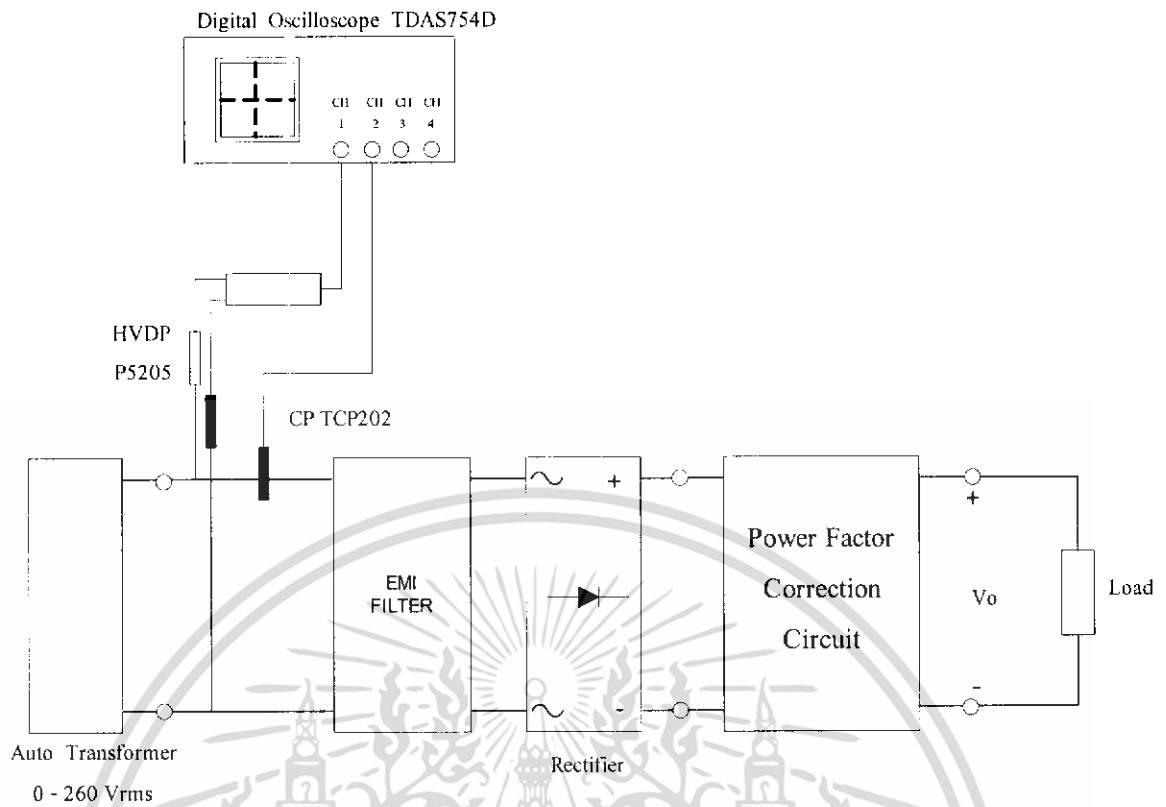 Digital Oscilloscope TDAS754D
CH CH CH CH
1 2 3 4
HVDP
P5205
CP TCP202
EMI
FILTER
+
-
Rectifier
Power Factor
Correction
Circuit
+
Vo
-
Load
Auto Transformer
0 - 260 Vrms